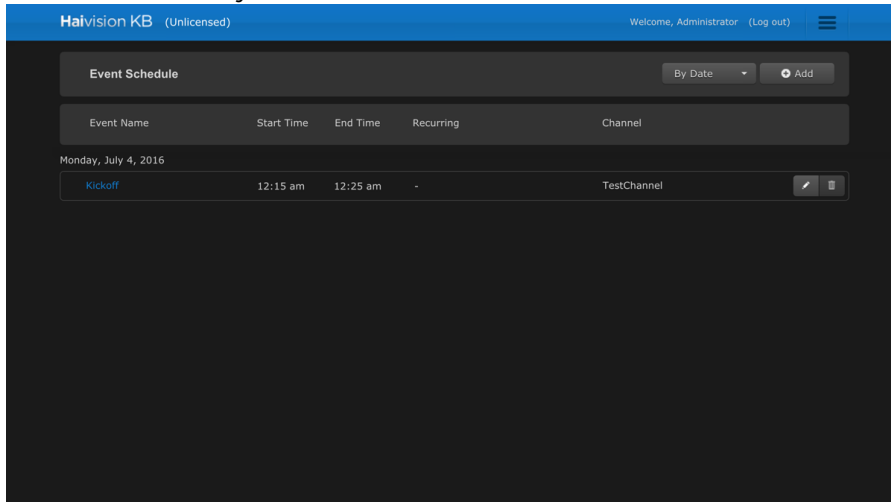 Haivision KB (Unlicensed) Welcome, Administrator (Log out)
Event Schedule By Date Add
Event Name Start Time End Time Recurring Channel
Monday, July 4, 2016
Kickoff 12:15 am 12:25 am - TestChannel